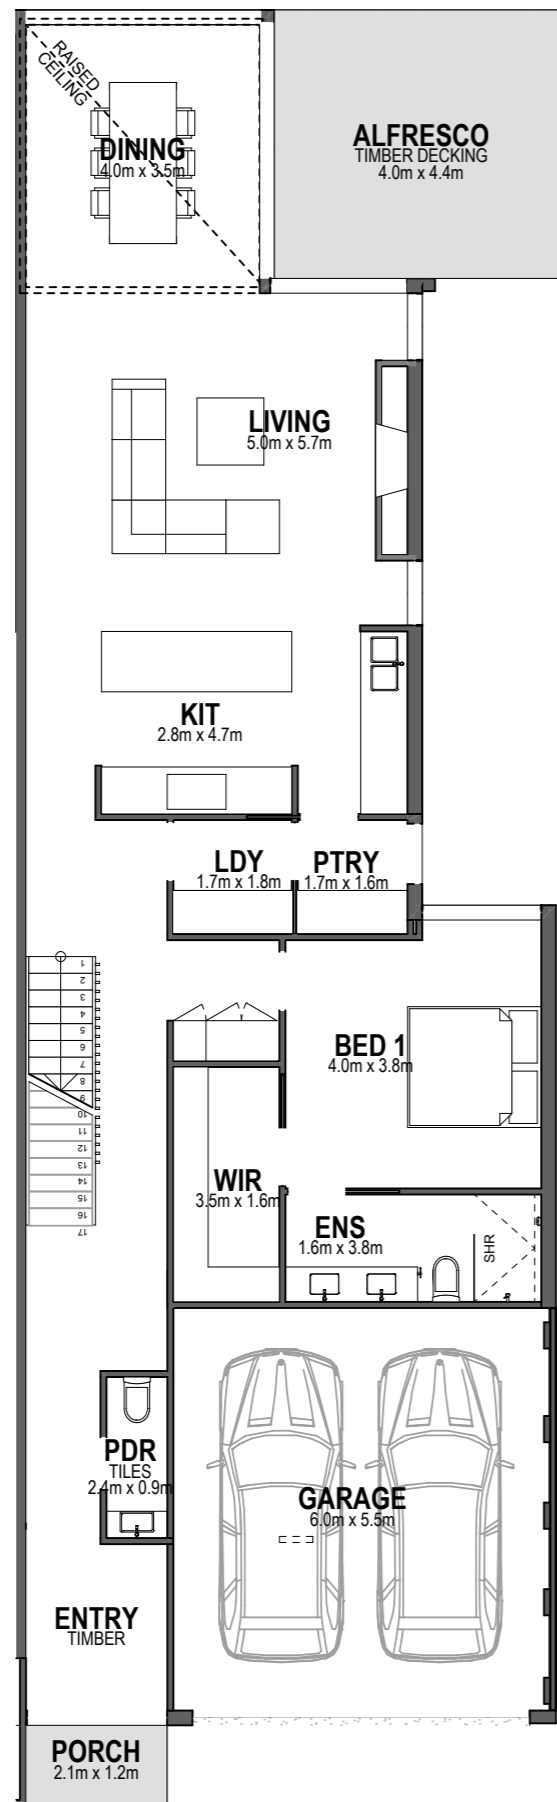 RAISED
CEILING
DINING
4.0m x 3.5m
ALFRESCO
TIMBER DECKING
4.0m x 4.4m
LIVING
5.0m x 5.7m
KIT
2.8m x 4.7m
LDY
1.7m x 1.8m
PTRY
1.7m x 1.6m
1
2
3
4
5
6
7
8
9
10
11
12
13
14
15
16
17
BED 1
4.0m x 3.8m
WIR
3.5m x 1.6m
ENS
1.6m x 3.8m
SHR
PDR
TILES
2.4m x 0.9m
GARAGE
6.0m x 5.5m
ENTRY
TIMBER
PORCH
2.1m x 1.2m